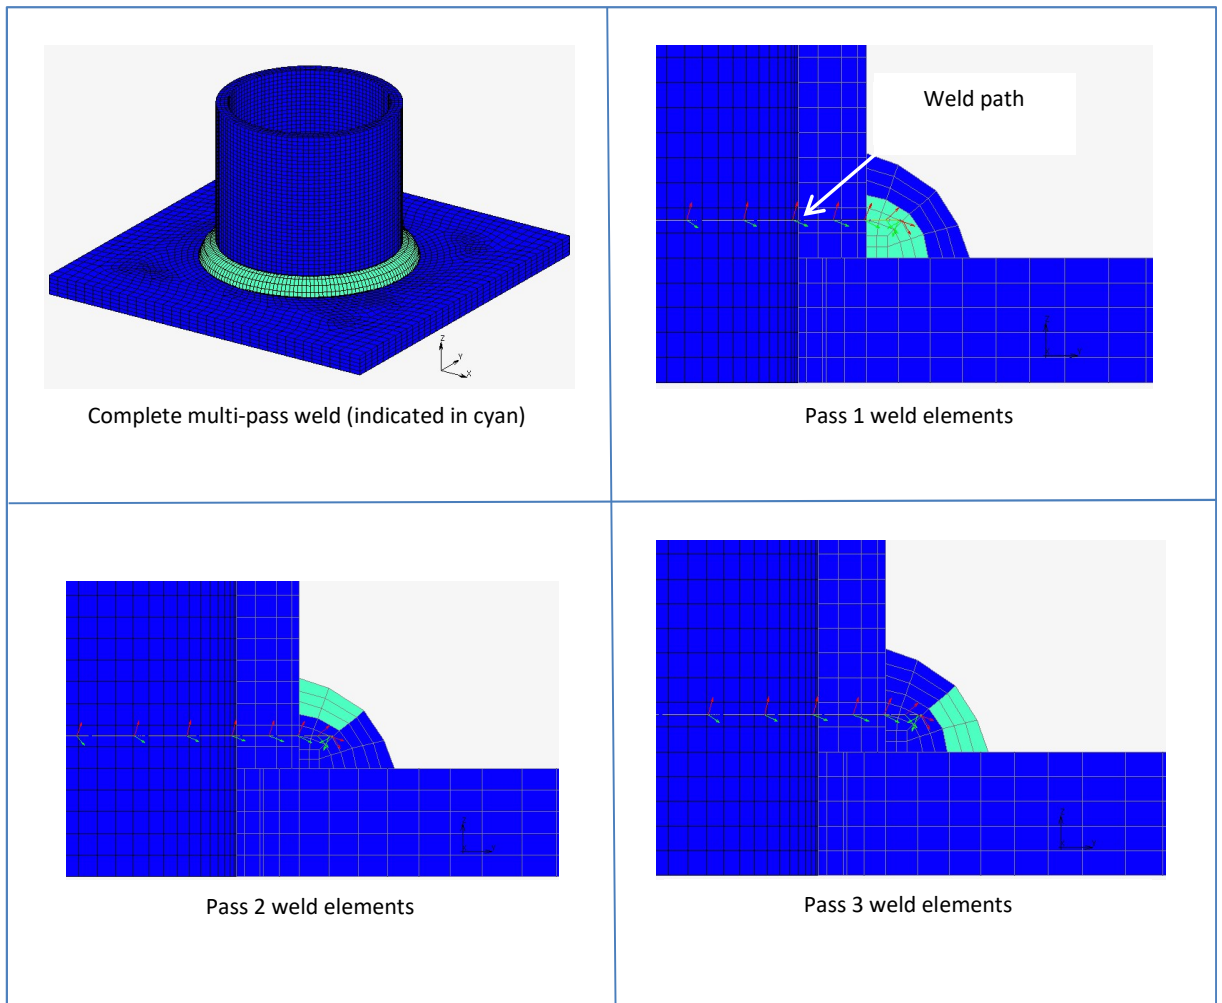 Weld path
Z
Y
X
Complete multi-pass weld (indicated in cyan)
Pass 1 weld elements
Pass 2 weld elements
Pass 3 weld elements